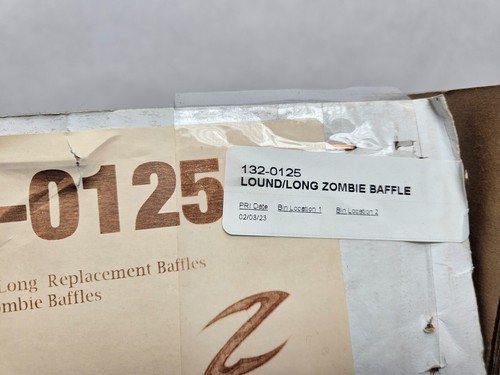 132-0125
LOUND/LONG ZOMBIE BAFFLE
PRI Date Bin Location 1 Bin Location 2
02/03/23
-0125
Long Replacement Baffles
ombie Baffles